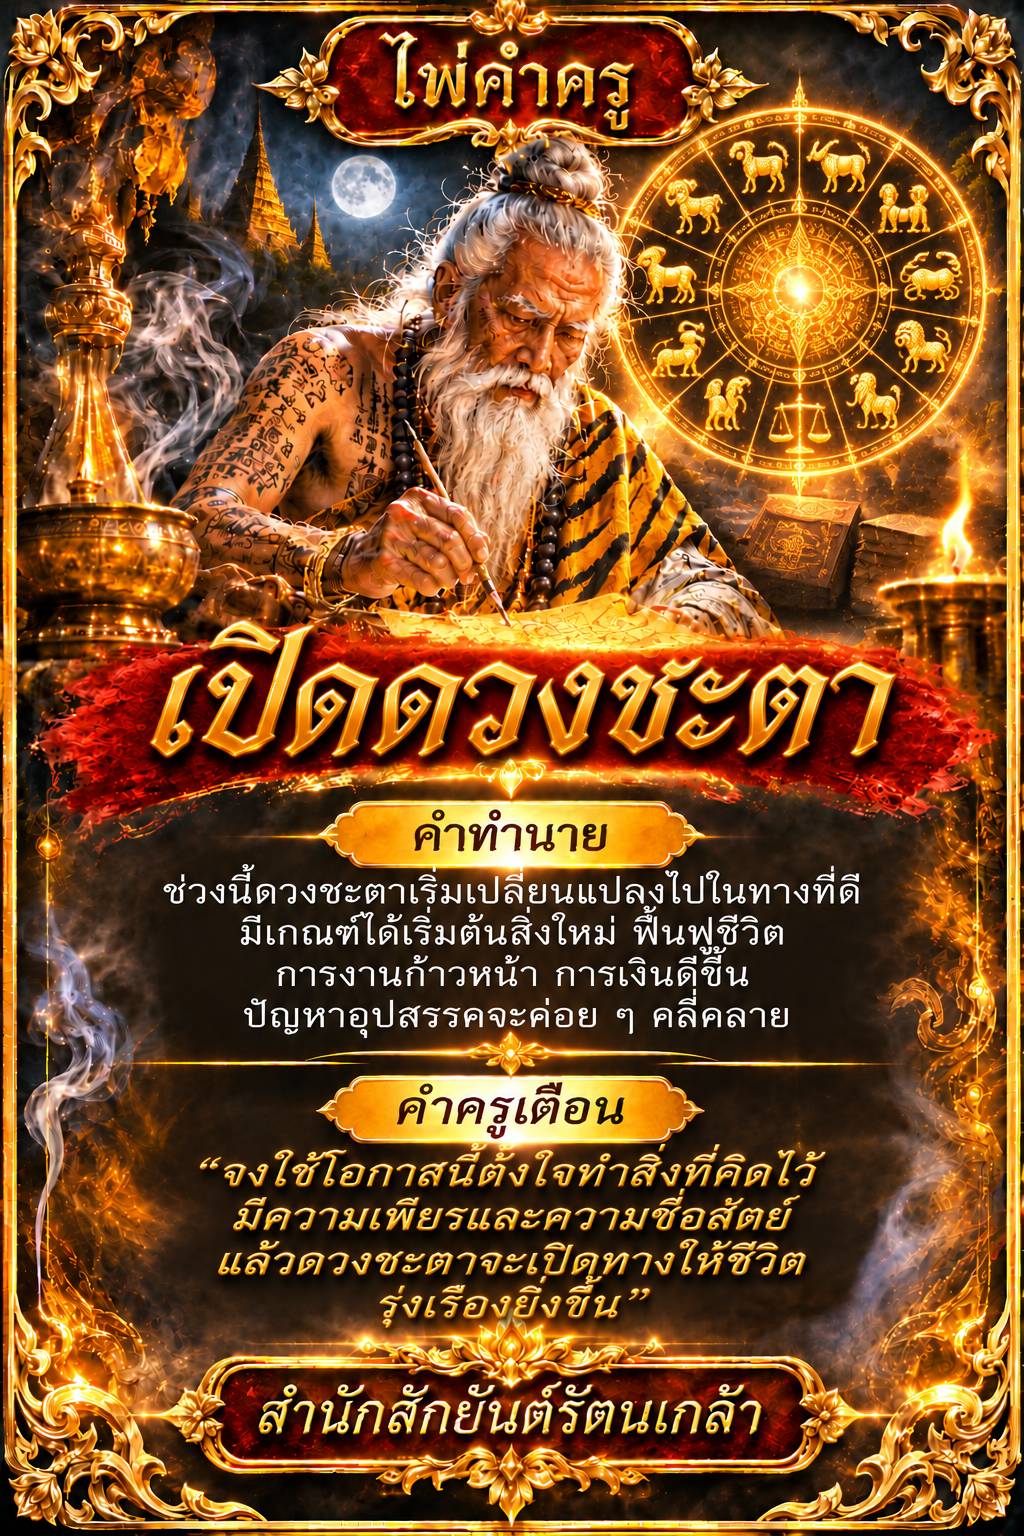 ไพ่คำครู
เปิดดวงชะตา
คำทำนาย
ช่วงนี้ดวงชะตาเริ่มเปลี่ยนแปลงไปในทางที่ดี
มีเกณฑ์ได้เริ่มต้นสิ่งใหม่ ฟื้นฟูชีวิต
การงานก้าวหน้า การเงินดีขึ้น
ปัญหาอุปสรรคจะค่อย ๆ คลี่คลาย
คำครูเตือน
“จงใช้โอกาสนี้ตั้งใจทำสิ่งที่คิดไว้
มีความเพียรและความซื่อสัตย์
แล้วดวงชะตาจะเปิดทางให้ชีวิต
รุ่งเรืองยิ่งขึ้น”
สำนักสักยันต์รัตนเกล้า